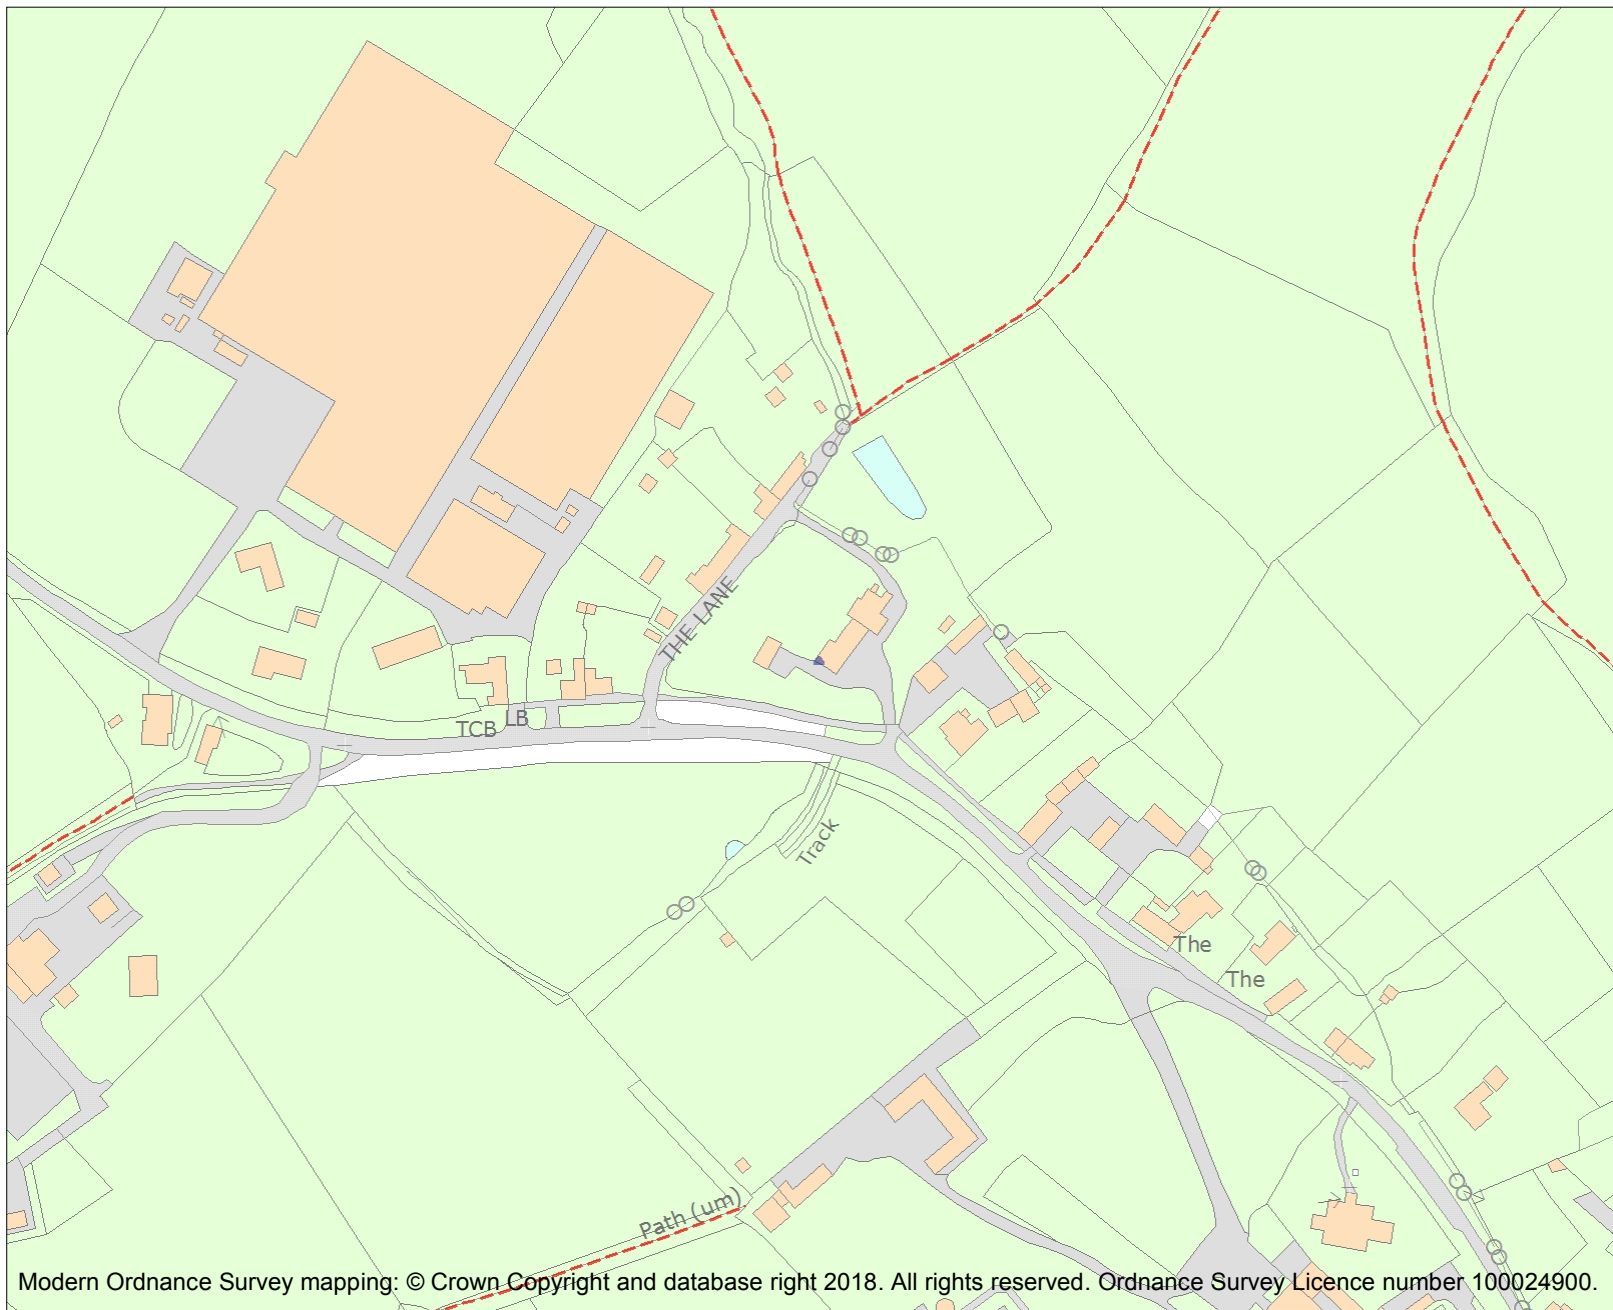 THE LANE
TCB
LB
Track
The
The
Path (um)
Modern Ordnance Survey mapping: © Crown Copyright and database right 2018. All rights reserved. Ordnance Survey Licence number 100024900.